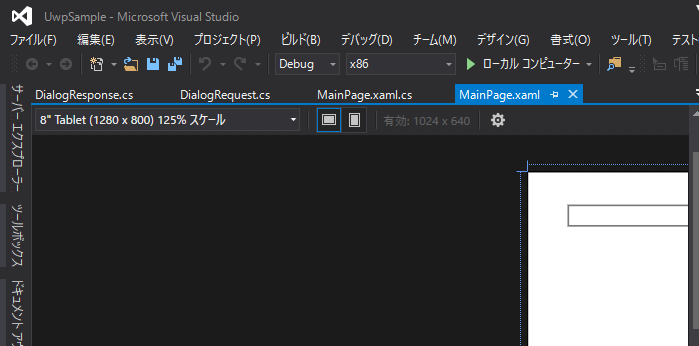 UwpSample - Microsoft Visual Studio
ファイル(F) 編集(E) 表示(V) プロジェクト(P) ビルド(B) デバッグ(D) チーム(M) デザイン(G) 書式(O) ツール(T) テスト
Debug x86 ローカル コンピューター
DialogResponse.cs DialogRequest.cs MainPage.xaml.cs MainPage.xaml
8" Tablet (1280 x 800) 125% スケール 有効: 1024 x 640
サーバー エクスプローラー
ツールボックス
ドキュメント アウ